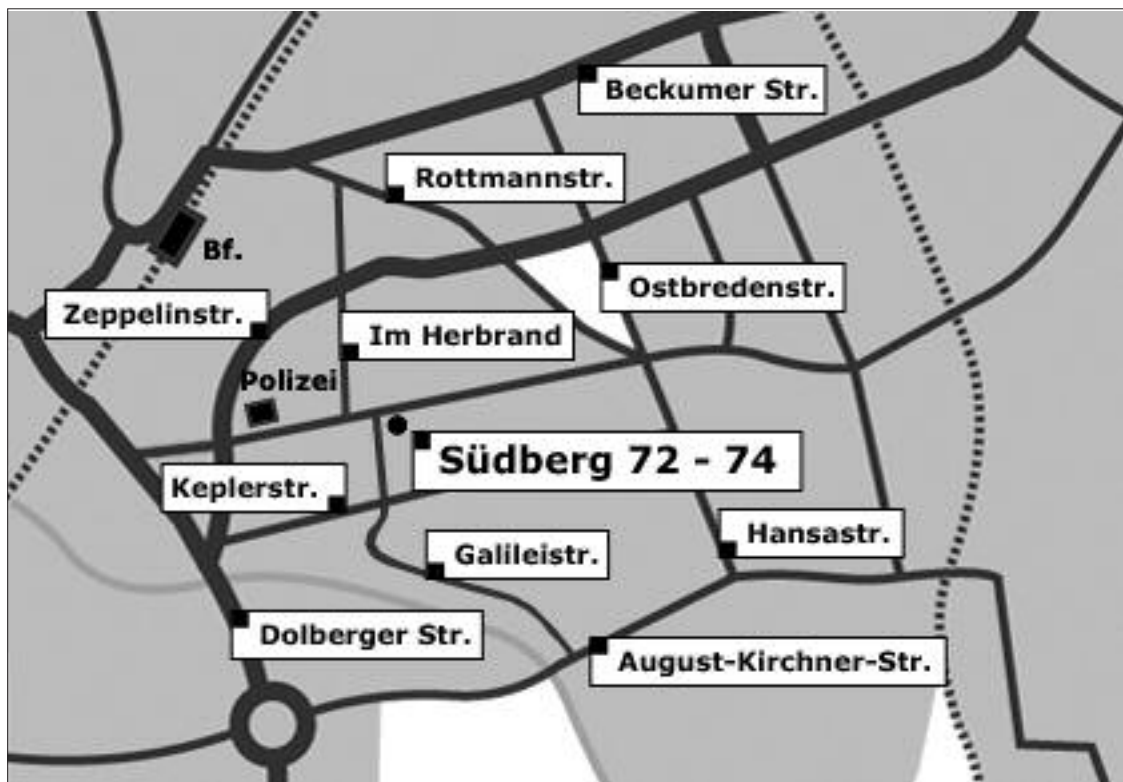 Beckumer Str.
Rottmannstr.
Bf.
Ostbredenstr.
Zeppelinstr.
Im Herbrand
Polizei
Südberg 72 - 74
Keplerstr.
Hansastr.
Galileistr.
Dolberger Str.
August-Kirchner-Str.